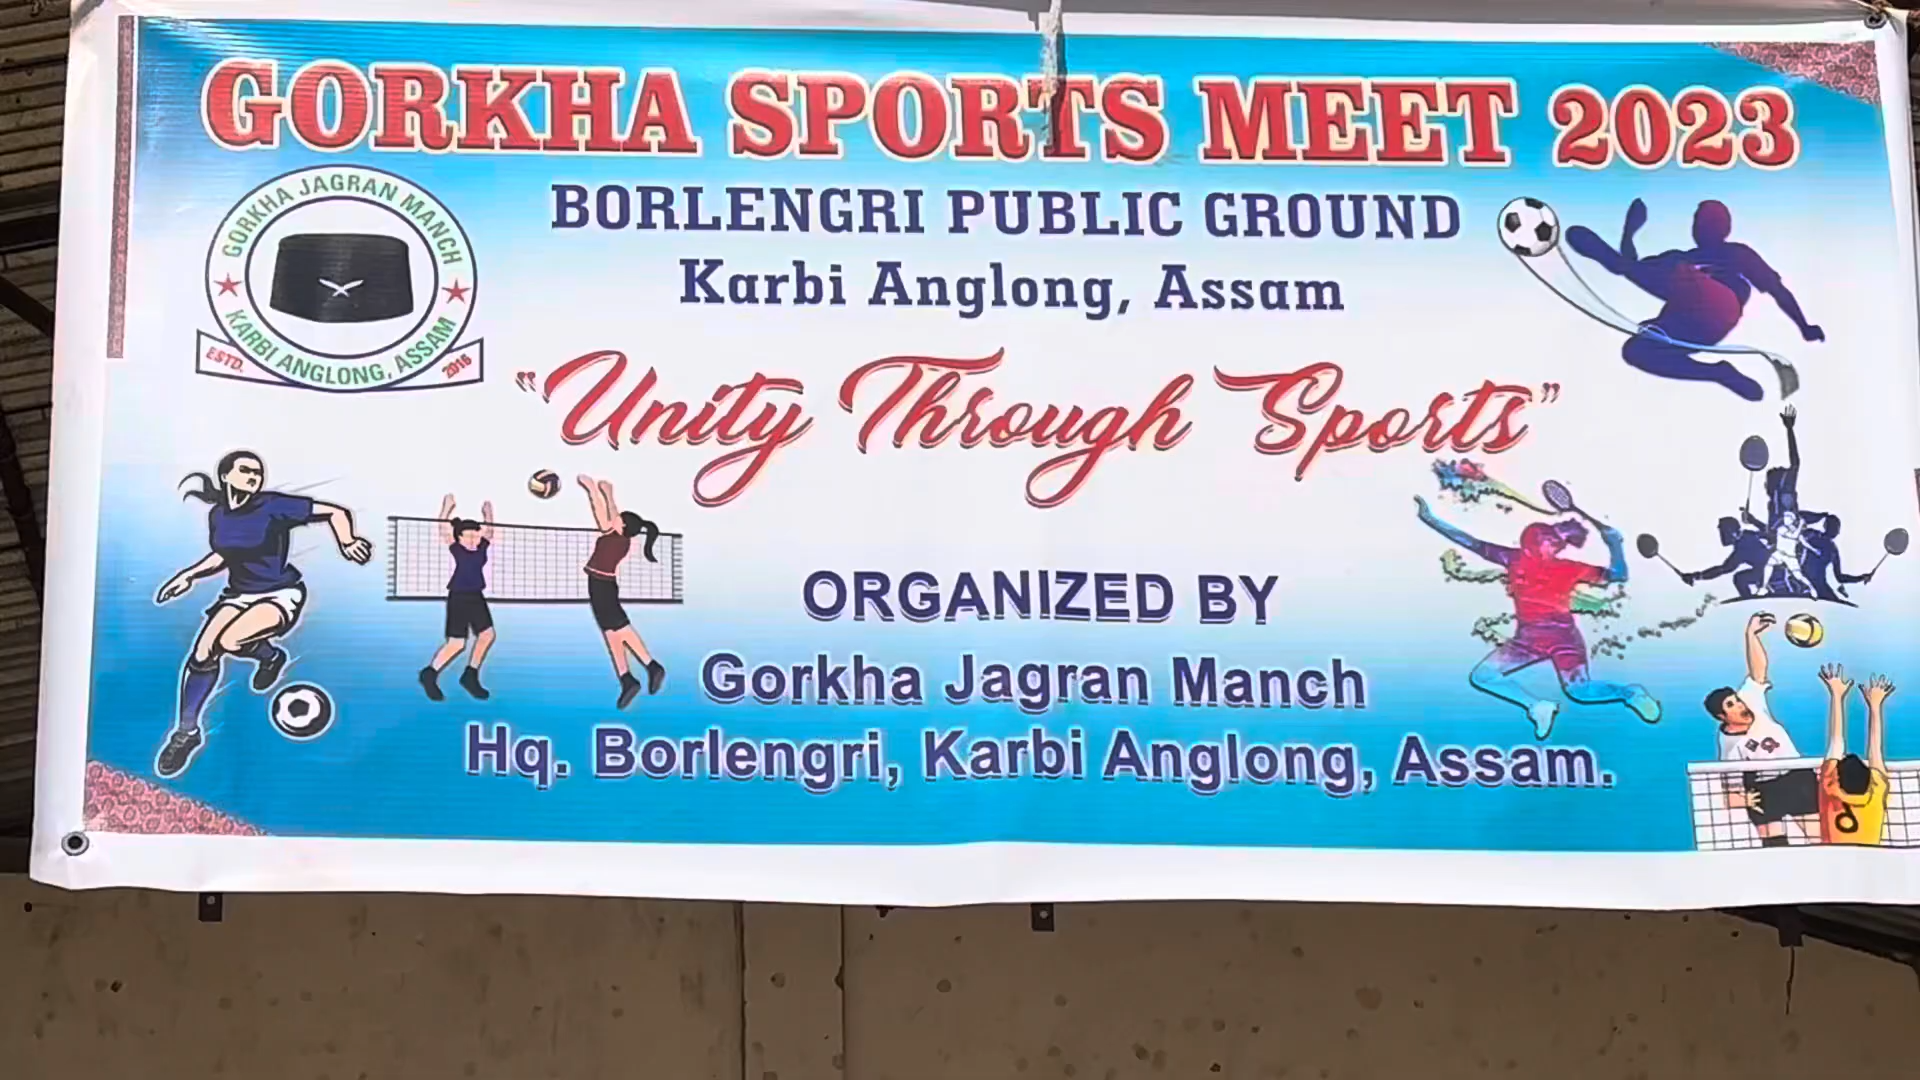 GORKHA SPORTS MEET 2023
GORKHA JAGRAN MANCH
KARBI ANGLONG, ASSAM
ESTD. 2016
BORLENGRI PUBLIC GROUND
Karbi Anglong, Assam
"Unity Through Sports"
ORGANIZED BY
Gorkha Jagran Manch
Hq. Borlengri, Karbi Anglong, Assam.